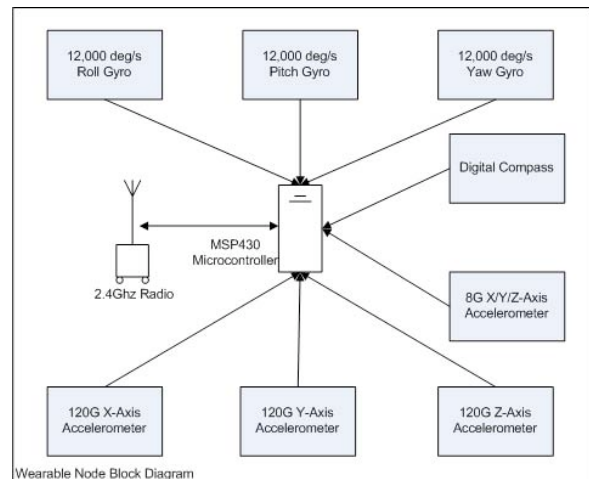 12,000 deg/s
Roll Gyro
12,000 deg/s
Pitch Gyro
12,000 deg/s
Yaw Gyro
Digital Compass
MSP430
Microcontroller
2.4Ghz Radio
8G X/Y/Z-Axis
Accelerometer
120G X-Axis
Accelerometer
120G Y-Axis
Accelerometer
120G Z-Axis
Accelerometer
Wearable Node Block Diagram